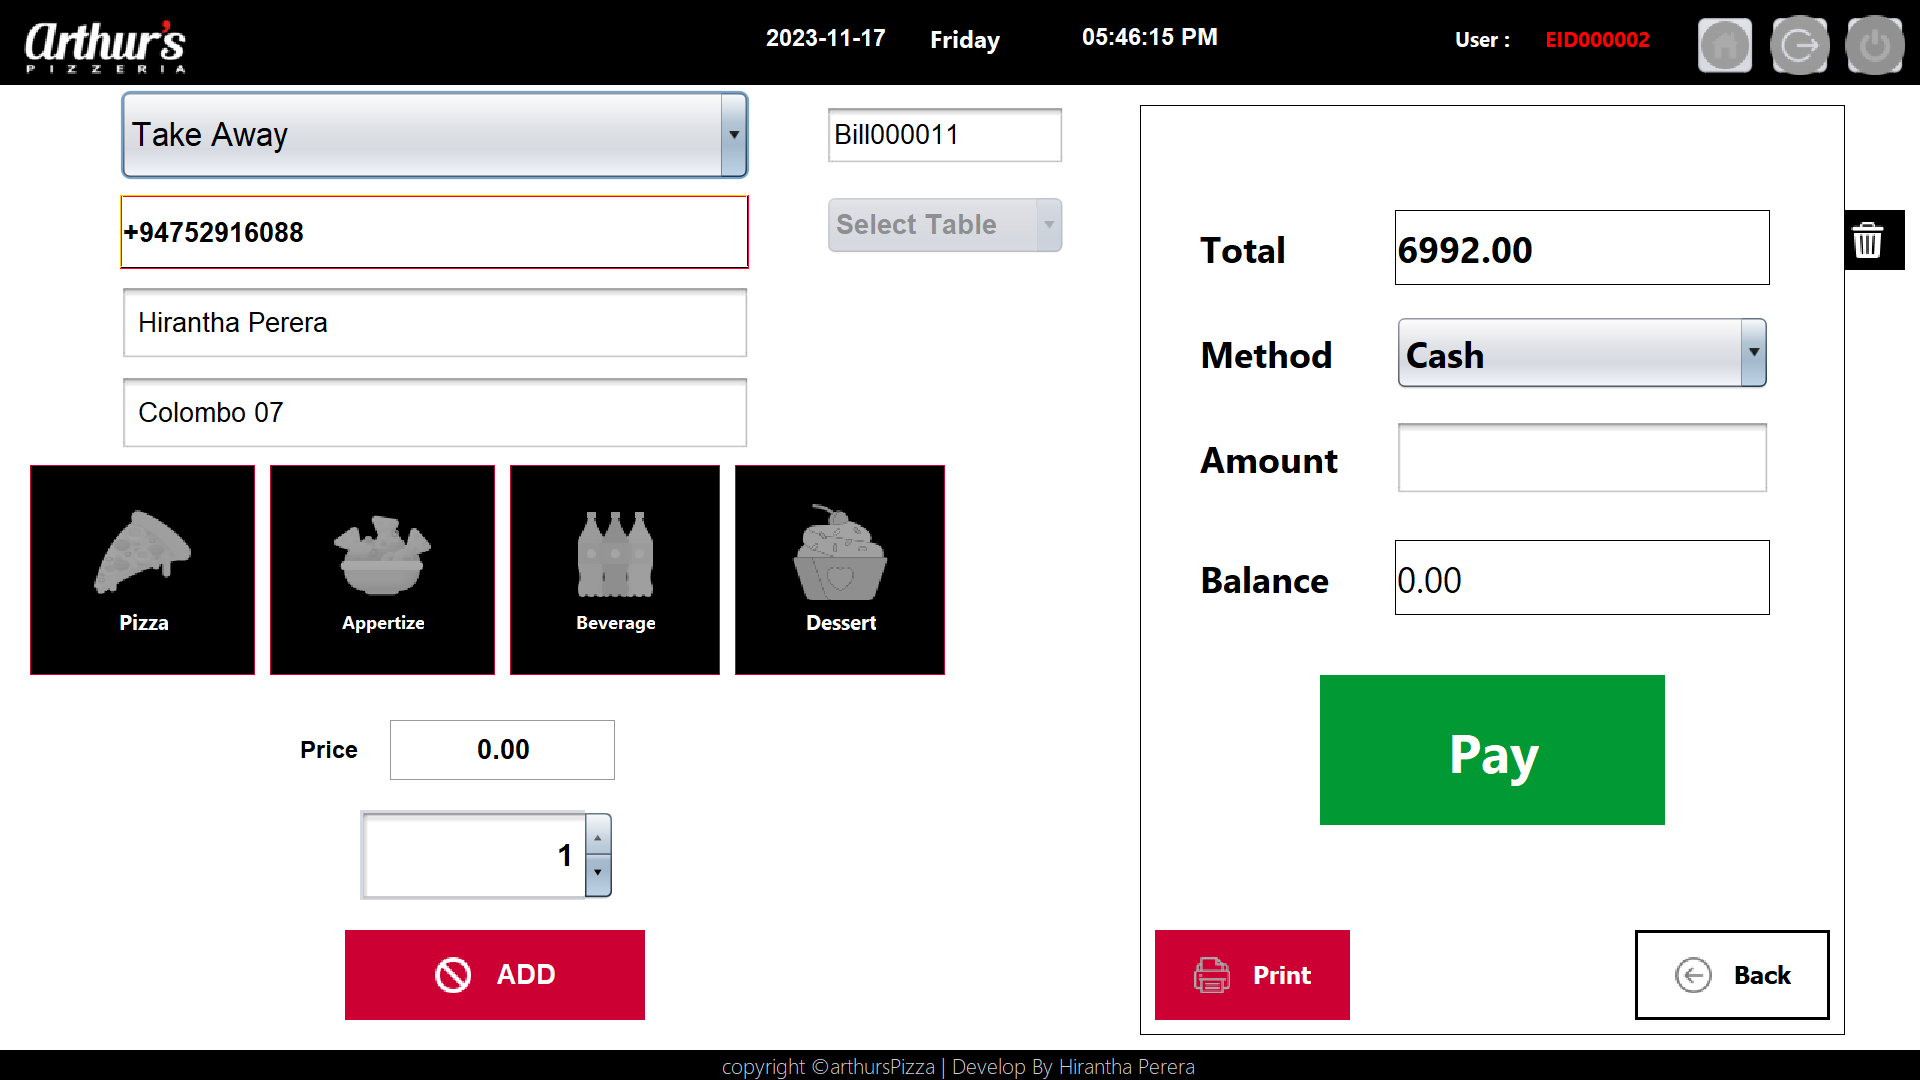 Arthur's
PIZZERIA
2023-11-17
Friday
05:46:15 PM
User :
EID000002
Take Away
Bill000011
+94752916088
Select Table
Hirantha Perera
Colombo 07
Pizza
Appertize
Beverage
Dessert
Price
0.00
1
ADD
Total
6992.00
Method
Cash
Amount
Balance
0.00
Pay
Print
Back
copyright ©arthursPizza | Develop By Hirantha Perera